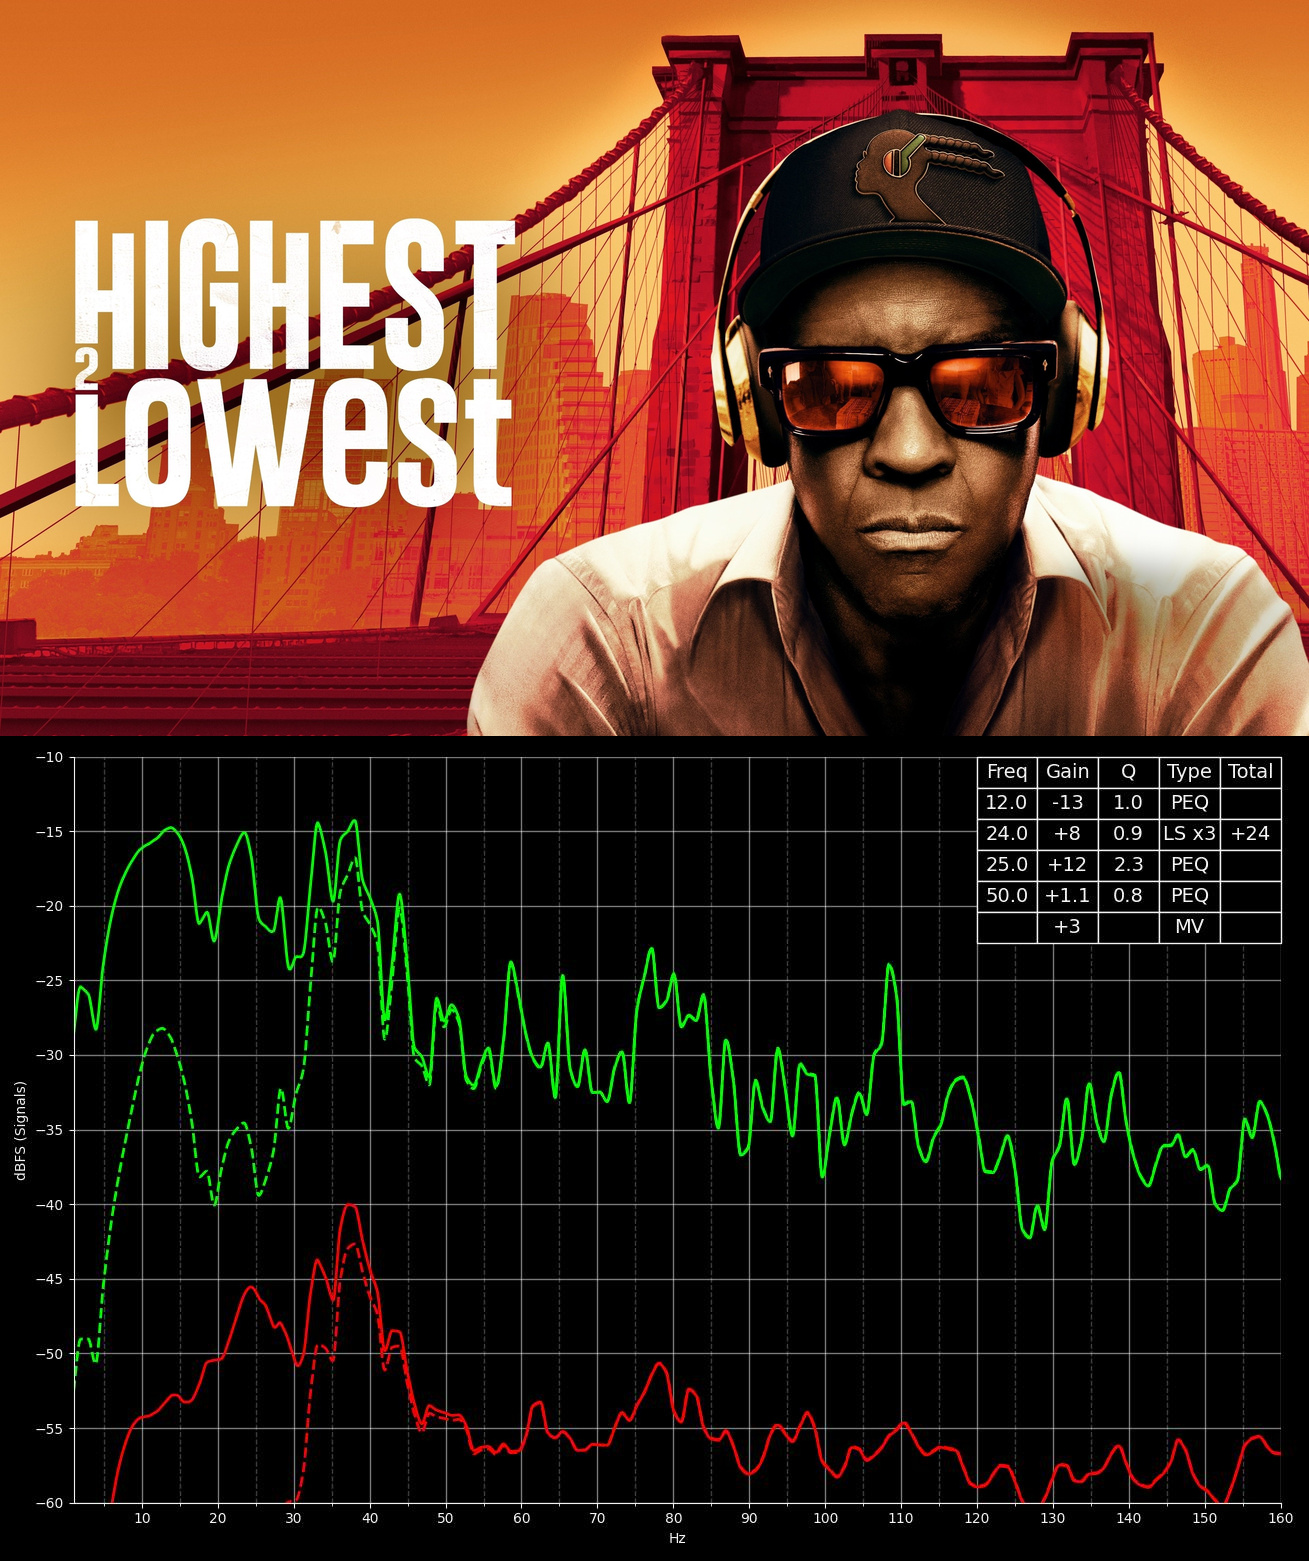 HIGHEST
2
LOWEST
Freq Gain Q Type Total
12.0 -13 1.0 PEQ
24.0 +8 0.9 LS x3 +24
25.0 +12 2.3 PEQ
50.0 +1.1 0.8 PEQ
+3 MV
−10
−15
−20
−25
−30
−35
−40
−45
−50
−55
−60
dBFS (Signals)
10 20 30 40 50 60 70 80 90 100 110 120 130 140 150 160
Hz